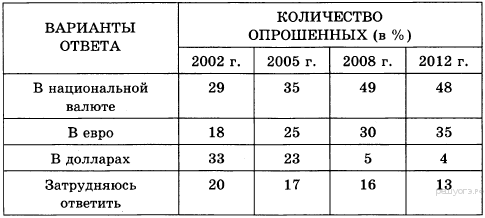 ВАРИАНТЫ ОТВЕТА
КОЛИЧЕСТВО ОПРОШЕННЫХ (в %)
2002 г. 2005 г. 2008 г. 2012 г.
В национальной валюте 29 35 49 48
В евро 18 25 30 35
В долларах 33 23 5 4
Затрудняюсь ответить 20 17 16 13